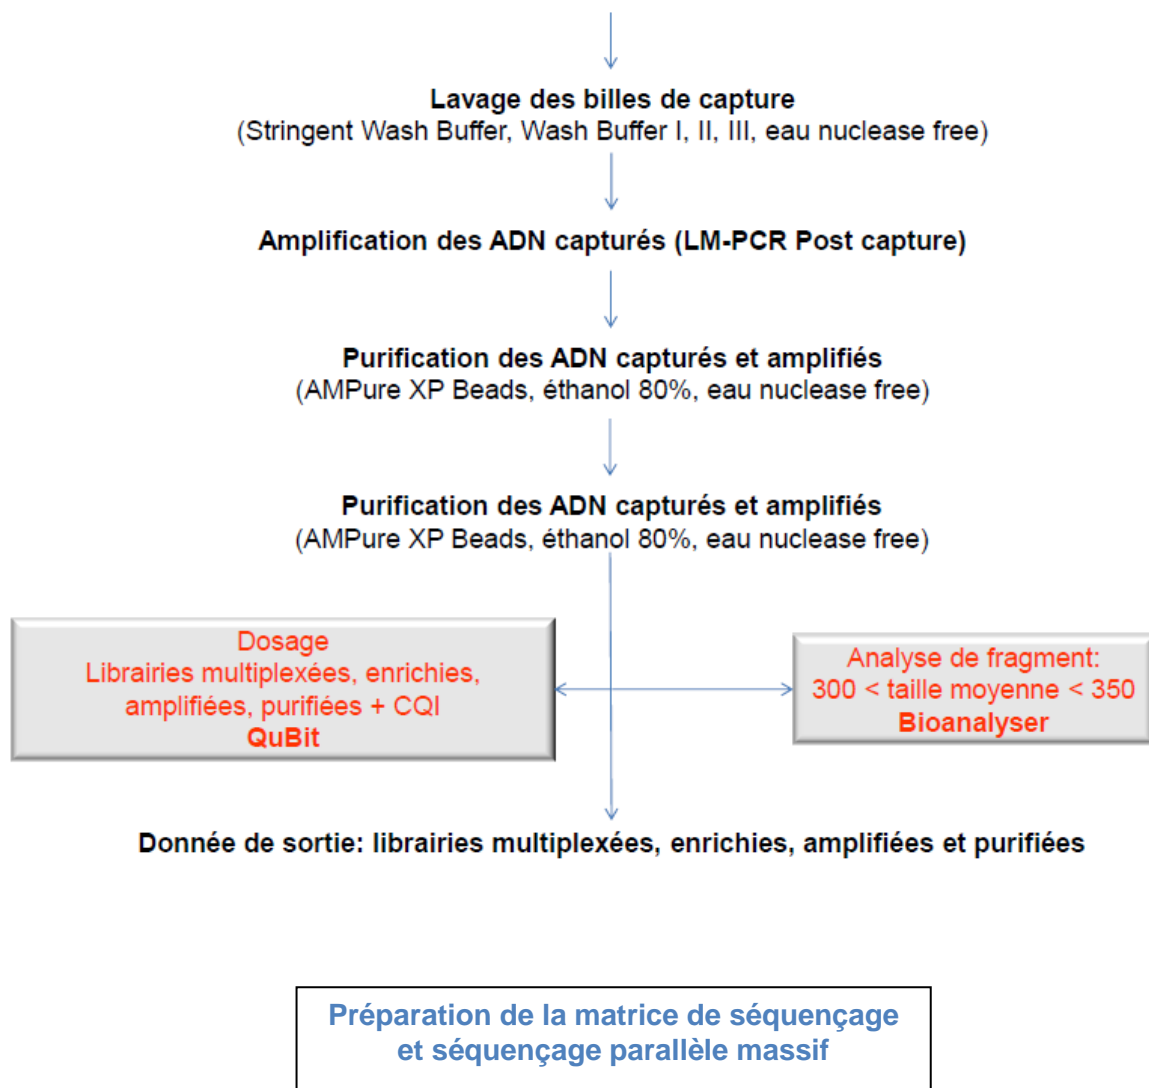 Lavage des billes de capture
(Stringent Wash Buffer, Wash Buffer I, II, III, eau nuclease free)
Amplification des ADN capturés (LM-PCR Post capture)
Purification des ADN capturés et amplifiés
(AMPure XP Beads, éthanol 80%, eau nuclease free)
Purification des ADN capturés et amplifiés
(AMPure XP Beads, éthanol 80%, eau nuclease free)
Dosage
Librairies multiplexées, enrichies,
amplifiées, purifiées + CQI
QuBit
Analyse de fragment:
300 < taille moyenne < 350
Bioanalyser
Donnée de sortie: librairies multiplexées, enrichies, amplifiées et purifiées
Préparation de la matrice de séquençage
et séquençage parallèle massif